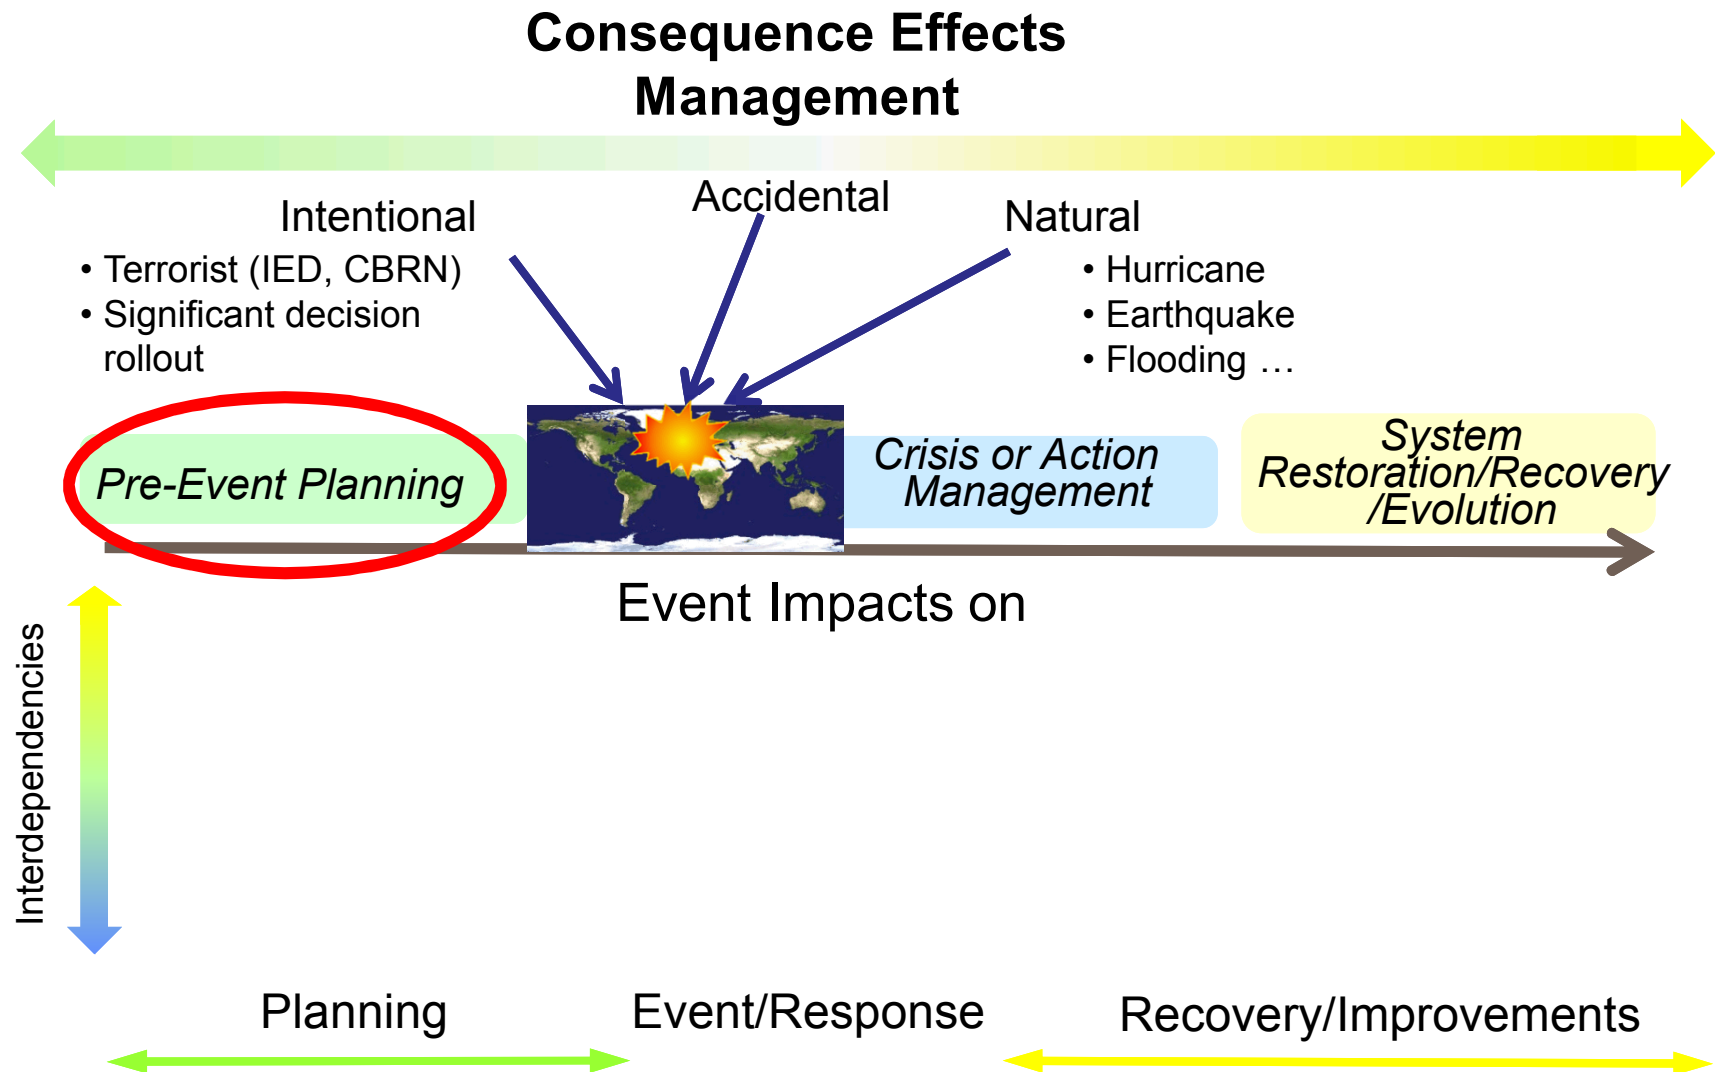 Consequence Effects
Management
Accidental
Intentional
Natural
• Terrorist (IED, CBRN)
• Significant decision
rollout
• Hurricane
• Earthquake
• Flooding …
Pre-Event Planning
Crisis or Action
Management
System
Restoration/Recovery
/Evolution
Event Impacts on
Interdependencies
Planning
Event/Response
Recovery/Improvements